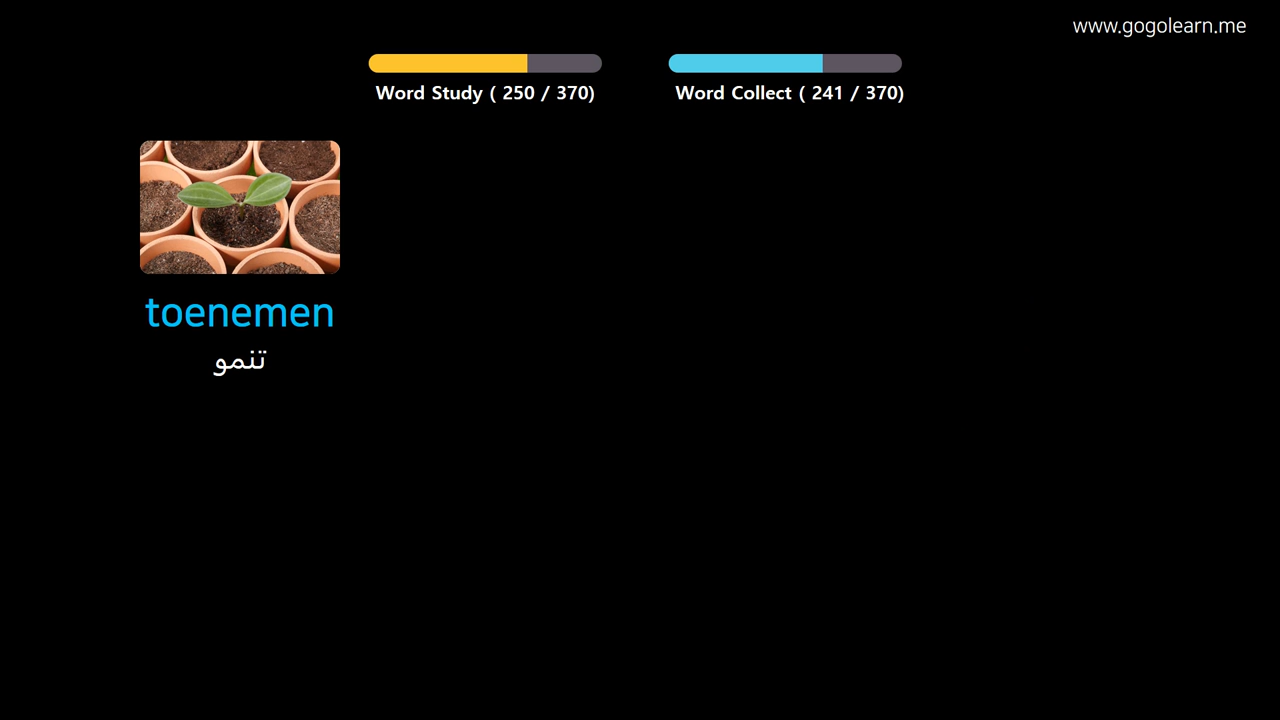 www.gogolearn.me
Word Study ( 250 / 370)
Word Collect ( 241 / 370)
toenemen
تنمو